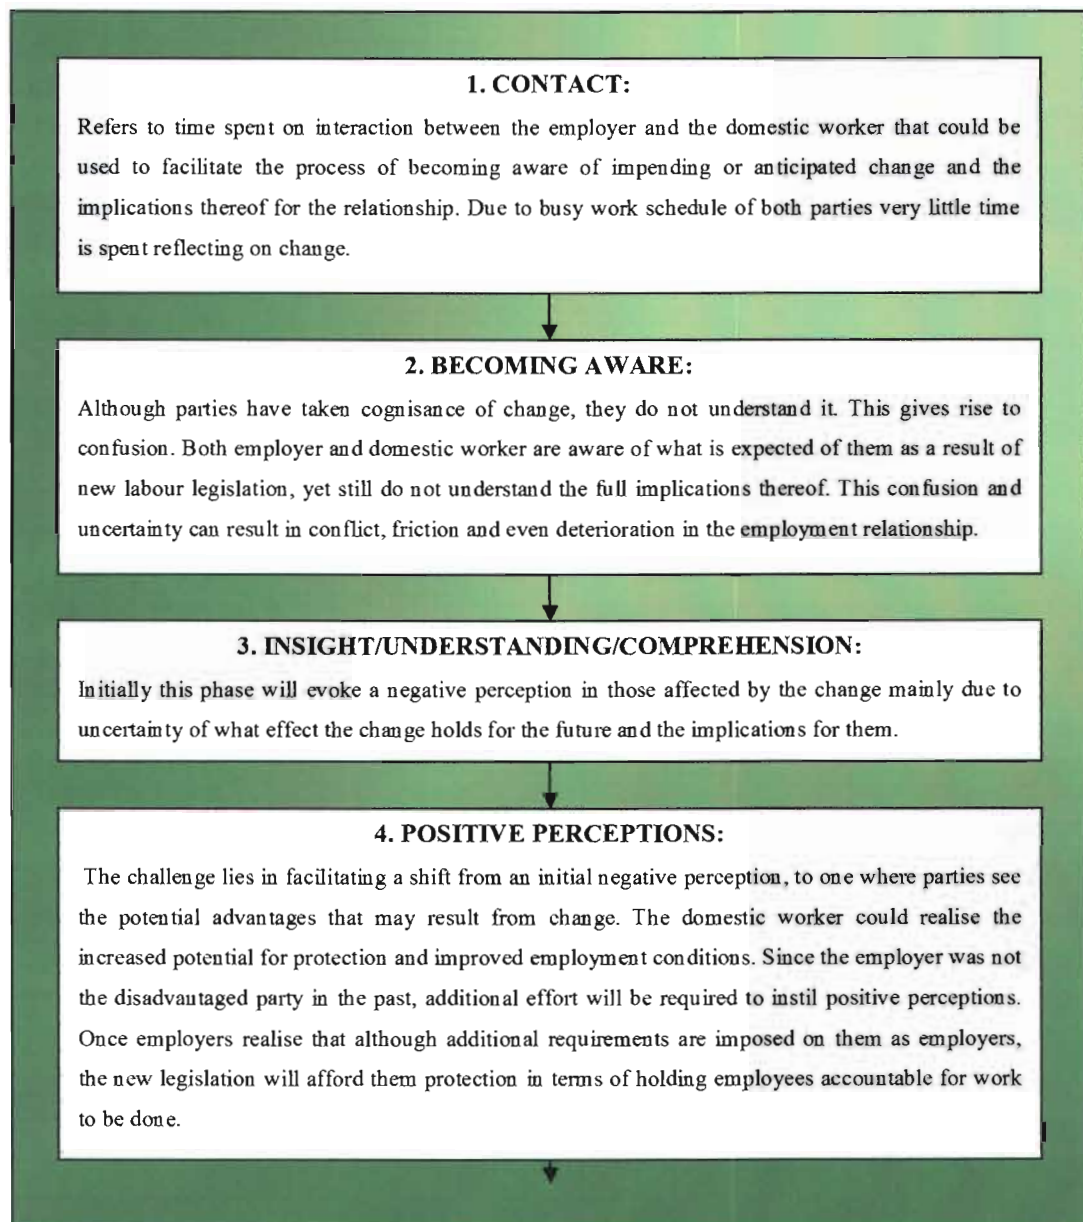 1. CONTACT:
Refers to time spent on interaction between the employer and the domestic worker that could be
used to facilitate the process of becoming aware of impending or anticipated change and the
implications thereof for the relationship. Due to busy work schedule of both parties very little time
is spent reflecting on change.
2. BECOMING AWARE:
Although parties have taken cognisance of change, they do not understand it. This gives rise to
confusion. Both employer and domestic worker are aware of what is expected of them as a result of
new labour legislation, yet still do not understand the full implications thereof. This confusion and
uncertainty can result in conflict, friction and even deterioration in the employment relationship.
3. INSIGHT/UNDERSTANDING/COMPREHENSION:
Initially this phase will evoke a negative perception in those affected by the change mainly due to
uncertainty of what effect the change holds for the future and the implications for them.
4. POSITIVE PERCEPTIONS:
The challenge lies in facilitating a shift from an initial negative perception, to one where parties see
the potential advantages that may result from change. The domestic worker could realise the
increased potential for protection and improved employment conditions. Since the employer was not
the disadvantaged party in the past, additional effort will be required to instil positive perceptions.
Once employers realise that although additional requirements are imposed on them as employers,
the new legislation will afford them protection in terms of holding employees accountable for work
to be done.